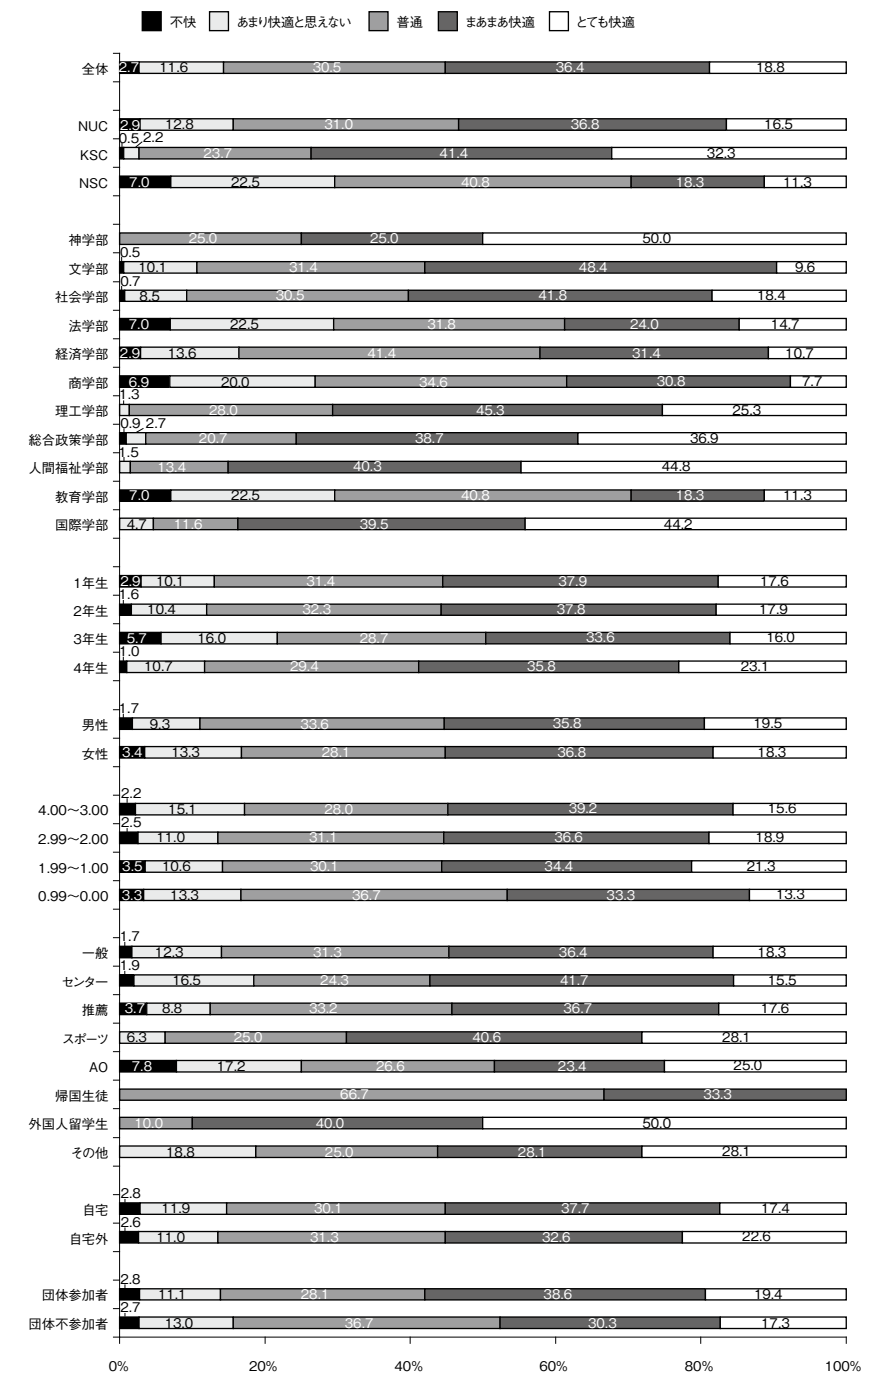 不快 あまり快適と思えない 普通 まあまあ快適 とても快適
全体 2.7 11.6 30.5 36.4 18.8
NUC 2.9 12.8 31.0 36.8 16.5
KSC 0.5 2.2 23.7 41.4 32.3
NSC 7.0 22.5 40.8 18.3 11.3
神学部 25.0 25.0 50.0
文学部 0.5 10.1 31.4 48.4 9.6
社会学部 0.7 8.5 30.5 41.8 18.4
法学部 7.0 22.5 31.8 24.0 14.7
経済学部 2.9 13.6 41.4 31.4 10.7
商学部 6.9 20.0 34.6 30.8 7.7
理工学部 1.3 28.0 45.3 25.3
総合政策学部 0.9 2.7 20.7 38.7 36.9
人間福祉学部 1.5 13.4 40.3 44.8
教育学部 7.0 22.5 40.8 18.3 11.3
国際学部 4.7 11.6 39.5 44.2
1年生 2.9 10.1 31.4 37.9 17.6
2年生 1.6 10.4 32.3 37.8 17.9
3年生 5.7 16.0 28.7 33.6 16.0
4年生 1.0 10.7 29.4 35.8 23.1
男性 1.7 9.3 33.6 35.8 19.5
女性 3.4 13.3 28.1 36.8 18.3
4.00〜3.00 2.2 15.1 28.0 39.2 15.6
2.99〜2.00 2.5 11.0 31.1 36.6 18.9
1.99〜1.00 3.5 10.6 30.1 34.4 21.3
0.99〜0.00 3.3 13.3 36.7 33.3 13.3
一般 1.7 12.3 31.3 36.4 18.3
センター 1.9 16.5 24.3 41.7 15.5
推薦 3.7 8.8 33.2 36.7 17.6
スポーツ 6.3 25.0 40.6 28.1
AO 7.8 17.2 26.6 23.4 25.0
帰国生徒 66.7 33.3
外国人留学生 10.0 40.0 50.0
その他 18.8 25.0 28.1 28.1
自宅 2.8 11.9 30.1 37.7 17.4
自宅外 2.6 11.0 31.3 32.6 22.6
団体参加者 2.8 11.1 28.1 38.6 19.4
団体不参加者 2.7 13.0 36.7 30.3 17.3
0% 20% 40% 60% 80% 100%